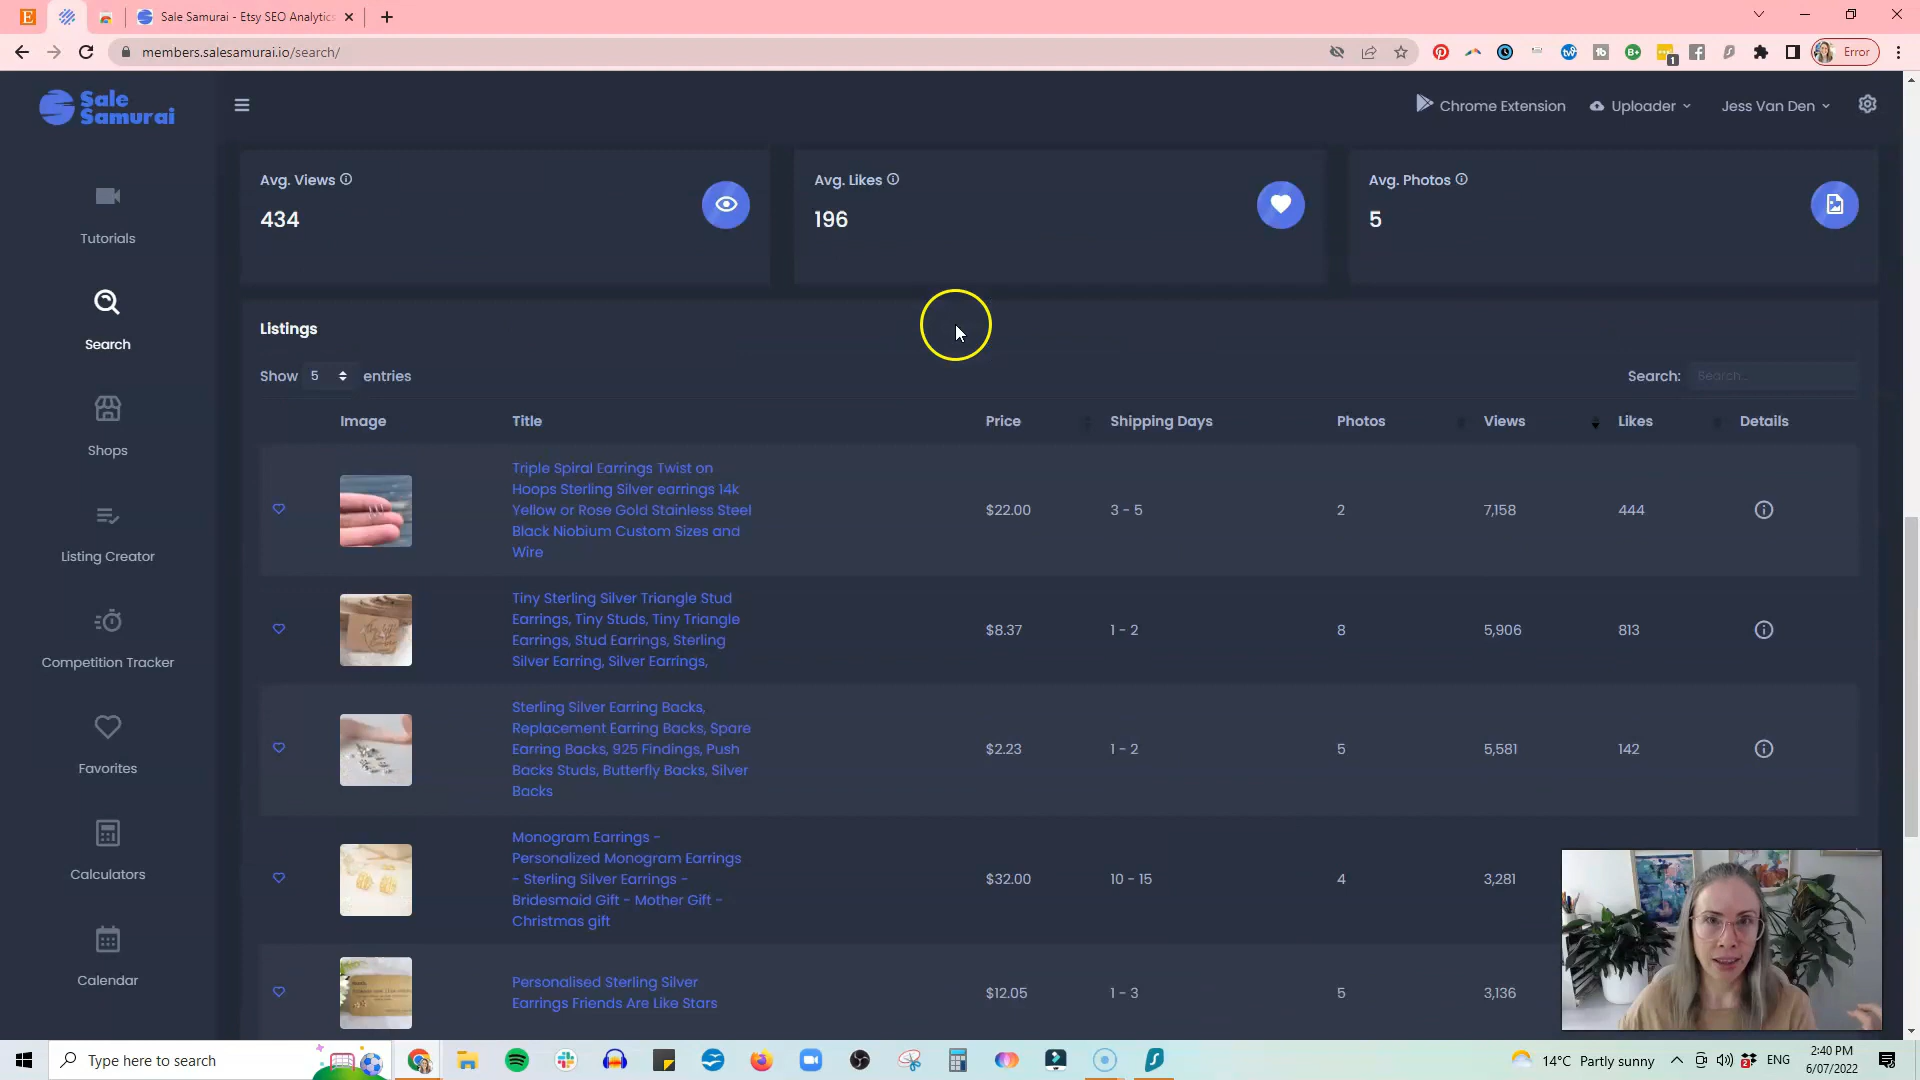 Sale Samurai - Etsy SEO Analytics
members.salesamurai.io/search/
Error
Sale
Samurai
Chrome Extension
Uploader
Jess Van Den
Tutorials
Search
Shops
Listing Creator
Competition Tracker
Favorites
Calculators
Calendar
Avg. Views
434
Avg. Likes
196
Avg. Photos
5
Listings
Show 5 entries
Search: Search...
Image Title Price Shipping Days Photos Views Likes Details
Triple Spiral Earrings Twist on
Hoops Sterling Silver earrings 14k
Yellow or Rose Gold Stainless Steel
Black Niobium Custom Sizes and
Wire
$22.00 3 - 5 2 7,158 444
Tiny Sterling Silver Triangle Stud
Earrings, Tiny Studs, Tiny Triangle
Earrings, Stud Earrings, Sterling
Silver Earring, Silver Earrings,
$8.37 1 - 2 8 5,906 813
Sterling Silver Earring Backs,
Replacement Earring Backs, Spare
Earring Backs, 925 Findings, Push
Backs Studs, Butterfly Backs, Silver
Backs
$2.23 1 - 2 5 5,581 142
Monogram Earrings -
Personalized Monogram Earrings
- Sterling Silver Earrings -
Bridesmaid Gift - Mother Gift -
Christmas gift
$32.00 10 - 15 4 3,281
Personalised Sterling Silver
Earrings Friends Are Like Stars
$12.05 1 - 3 5 3,136
Type here to search
14°C Partly sunny
ENG
2:40 PM
6/07/2022